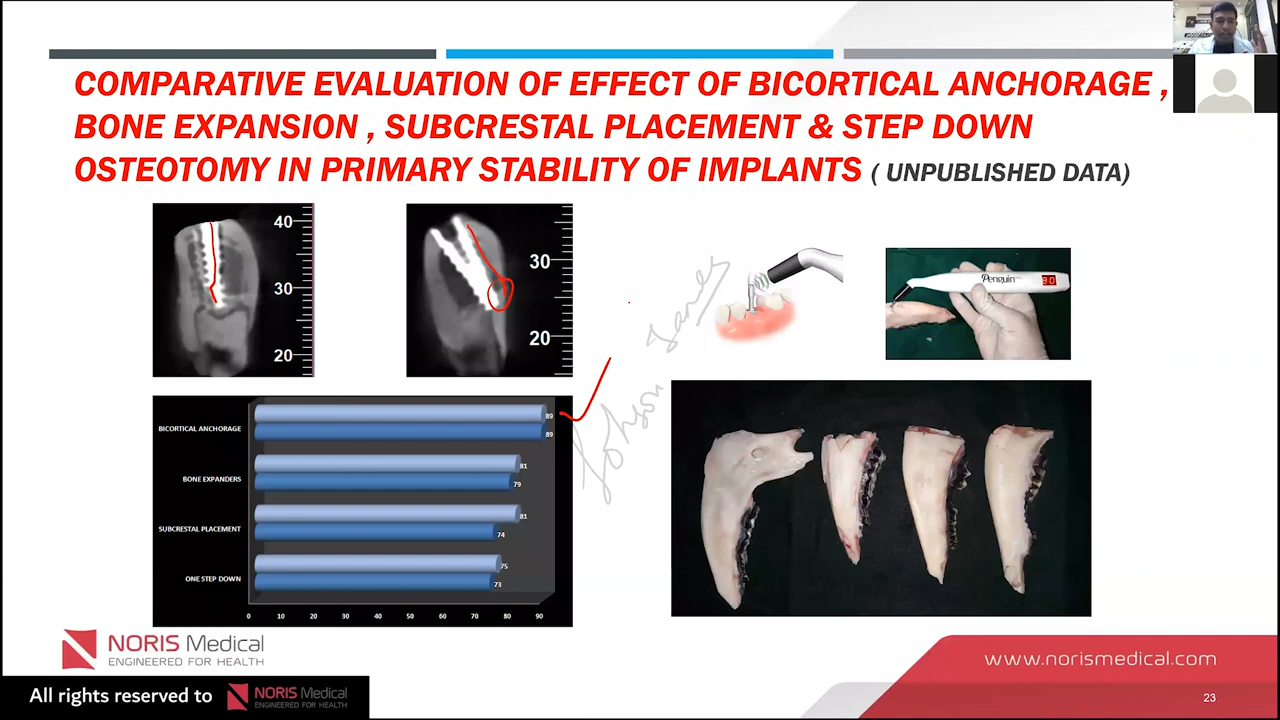 COMPARATIVE EVALUATION OF EFFECT OF BICORTICAL ANCHORAGE ,
BONE EXPANSION , SUBCRESTAL PLACEMENT & STEP DOWN
OSTEOTOMY IN PRIMARY STABILITY OF IMPLANTS ( UNPUBLISHED DATA)
40
30
20
30
20
Penguin
80
Johson James
BICORTICAL ANCHORAGE
89
89
BONE EXPANDERS
81
79
SUBCRESTAL PLACEMENT
81
74
ONE STEP DOWN
75
73
0 10 20 30 40 50 60 70 80 90
NORIS Medical
ENGINEERED FOR HEALTH
www.norismedical.com
All rights reserved to NORIS Medical
ENGINEERED FOR HEALTH
23